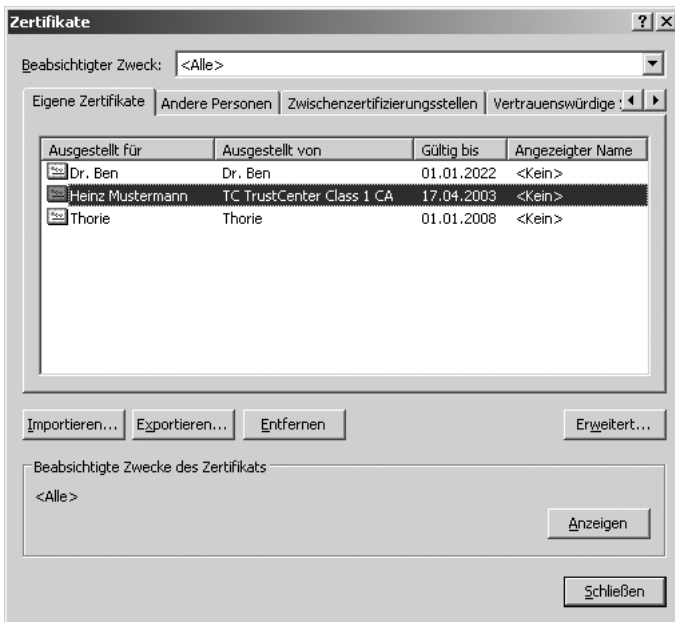 Zertifikate
Beabsichtigter Zweck: <Alle>
Eigene Zertifikate Andere Personen Zwischenzertifizierungsstellen Vertrauenswürdige
Ausgestellt für Ausgestellt von Gültig bis Angezeigter Name
Dr. Ben Dr. Ben 01.01.2022 <Kein>
Heinz Mustermann TC TrustCenter Class 1 CA 17.04.2003 <Kein>
Thorie Thorie 01.01.2008 <Kein>
Importieren... Exportieren... Entfernen Erweitert...
Beabsichtigte Zwecke des Zertifikats
<Alle>
Anzeigen
Schließen